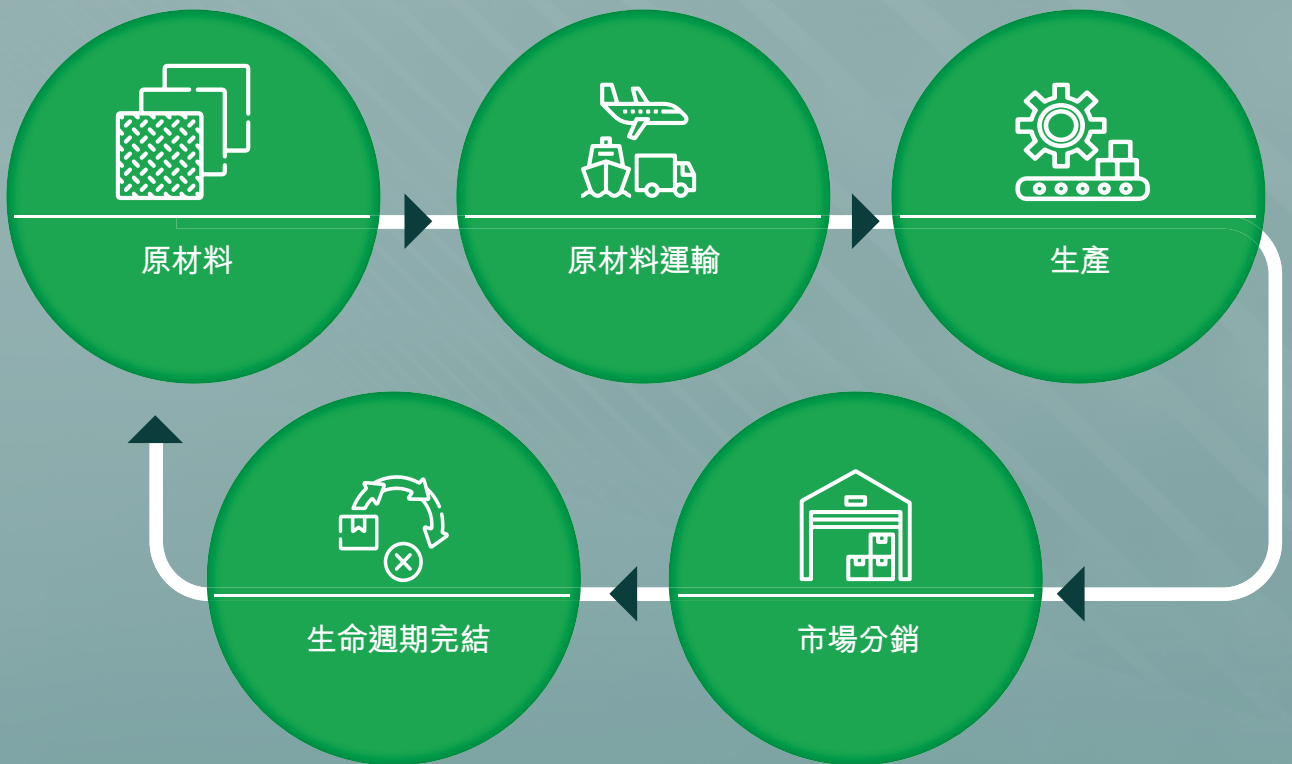 原材料
原材料運輸
生產
市場分銷
生命週期完結